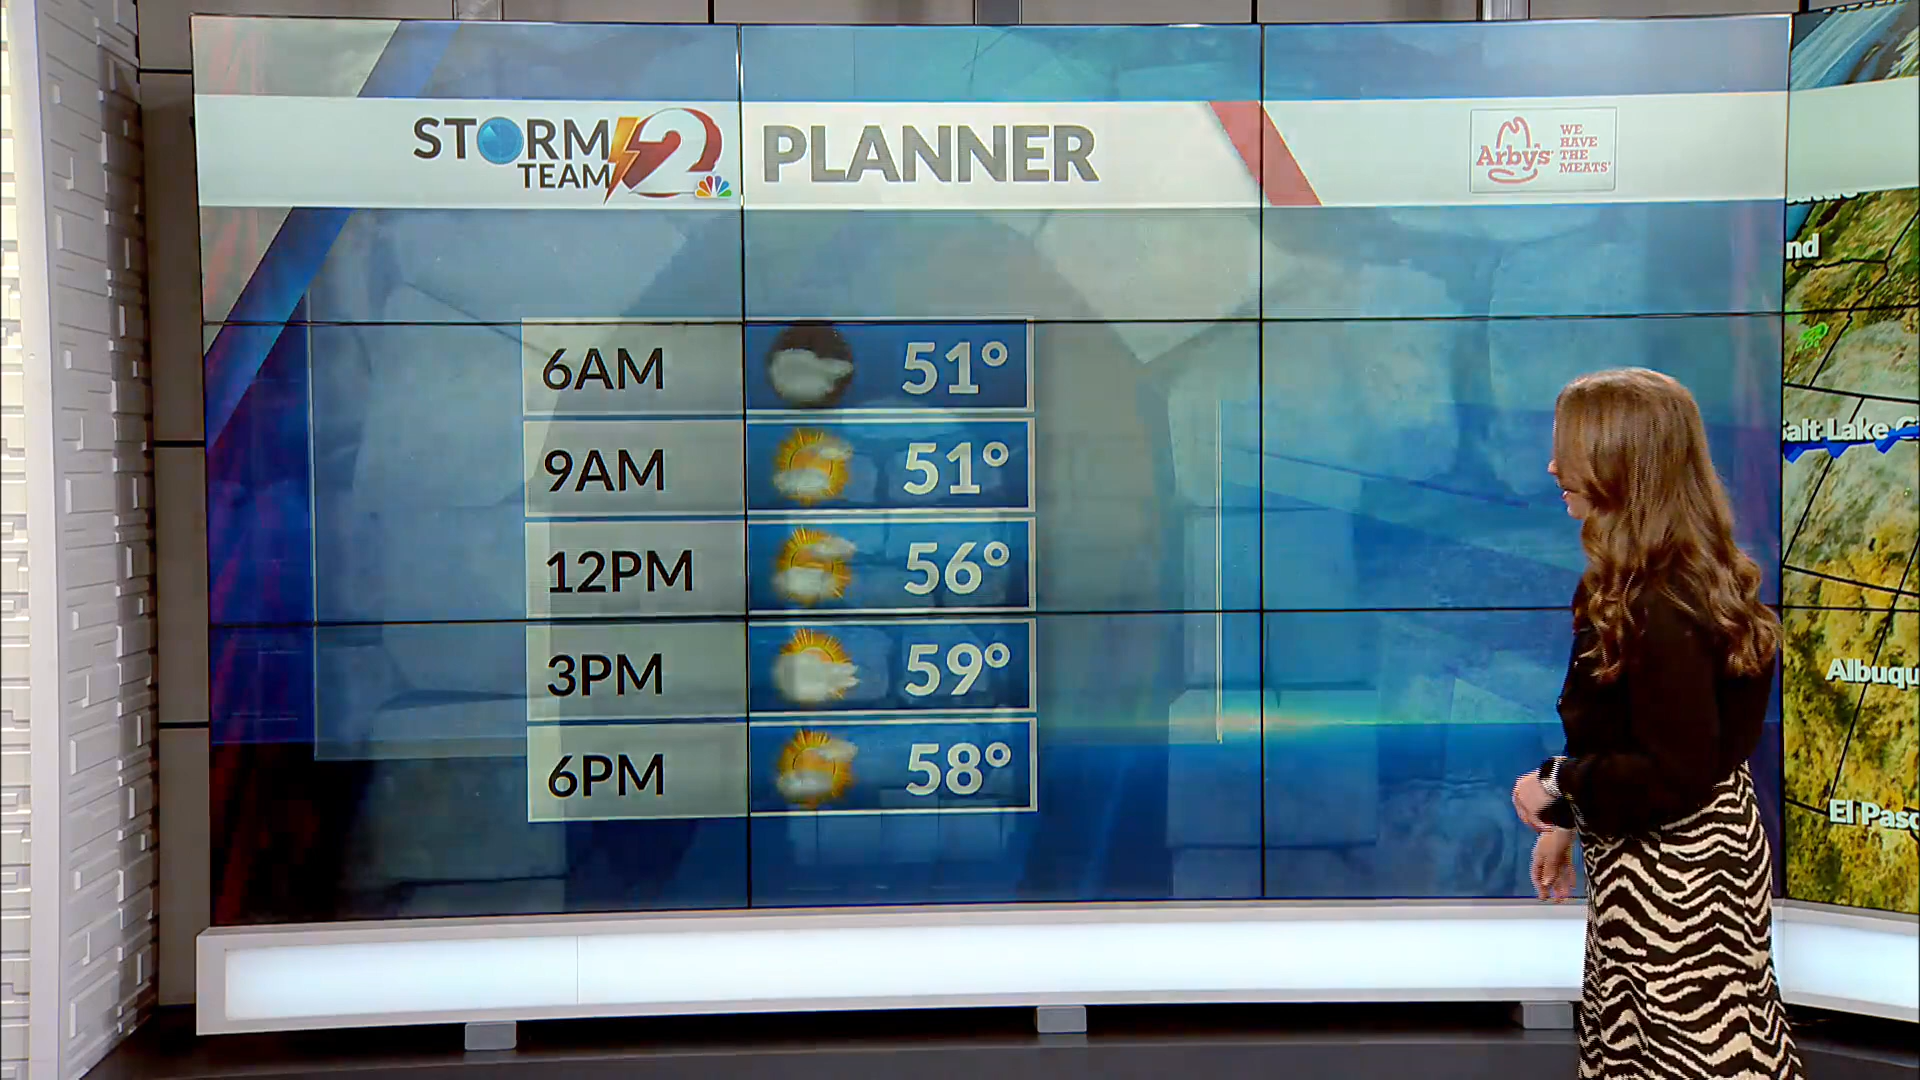 STORM
TEAM
2
PLANNER
Arby's
WE
HAVE
THE
MEATS
6AM 51°
9AM 51°
12PM 56°
3PM 59°
6PM 58°
nd
Salt Lake
Albuqu
El Paso